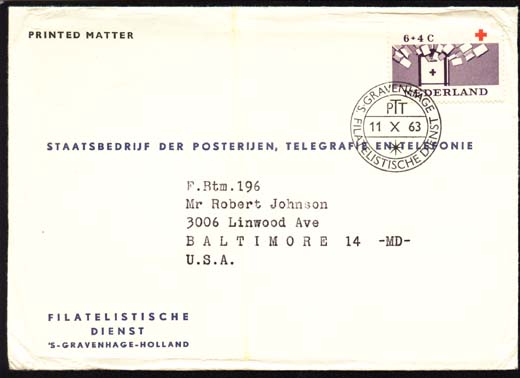 PRINTED MATTER
6+4 C
NEDERLAND
'S-GRAVENHAGE
PTT
11 X 63
FILATELISTISCHE DIENST
STAATSBEDRIJF DER POSTERIJEN, TELEGRAFIE EN TELEFONIE
F.Rtm.196
Mr Robert Johnson
3006 Linwood Ave
BALTIMORE 14 -MD-
U.S.A.
FILATELISTISCHE
DIENST
'S-GRAVENHAGE-HOLLAND